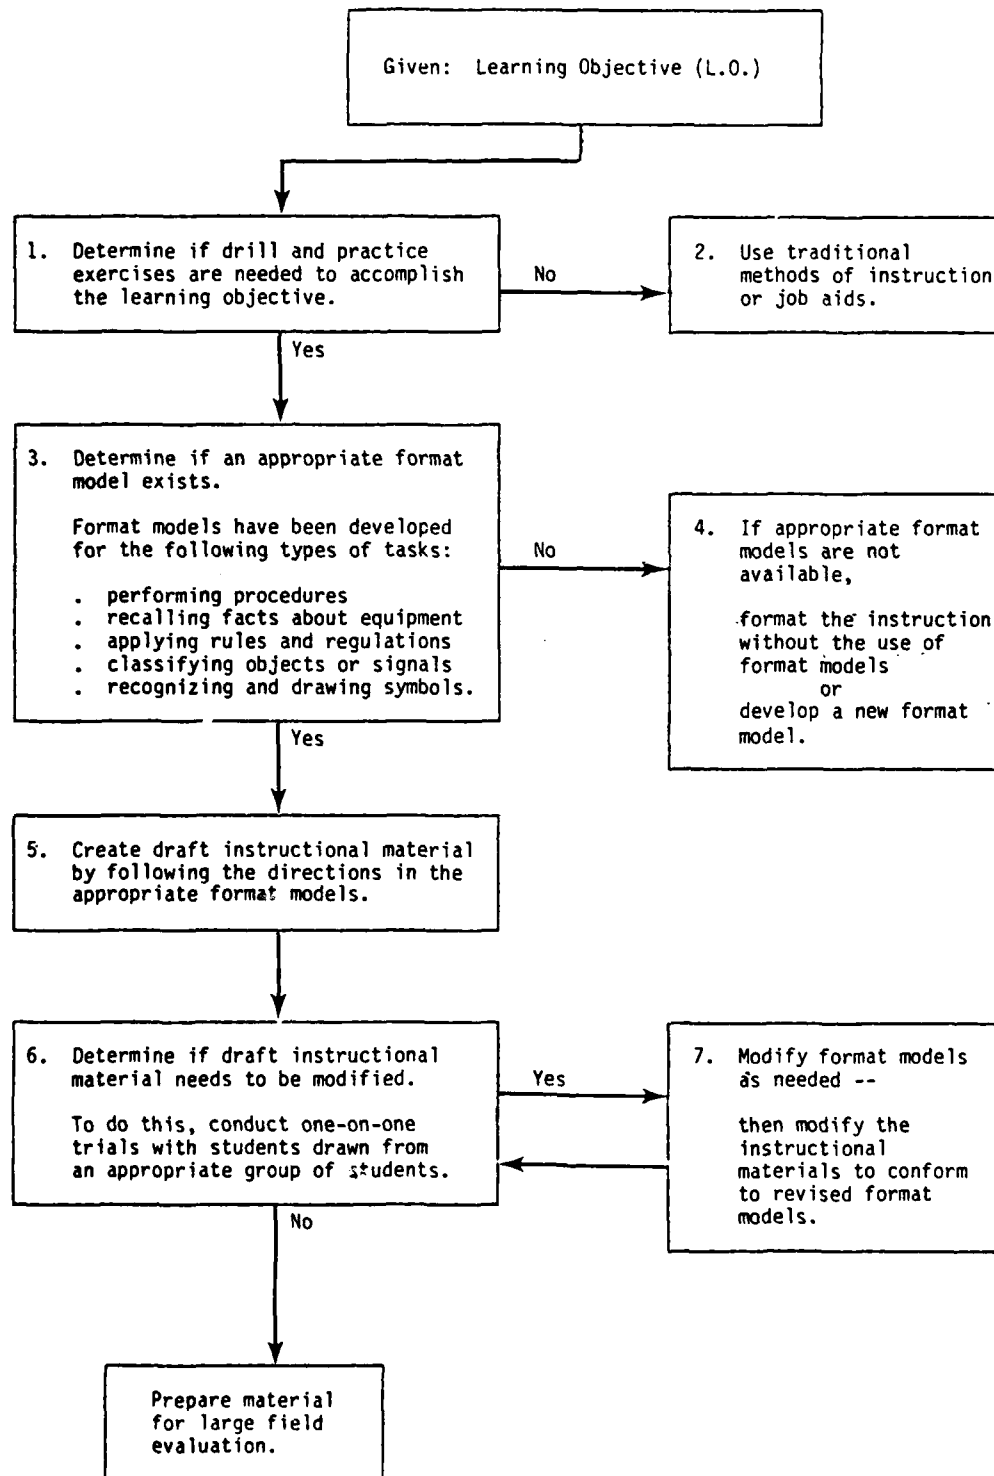 Given: Learning Objective (L.O.)
1. Determine if drill and practice
exercises are needed to accomplish
the learning objective.
No
2. Use traditional
methods of instruction
or job aids.
Yes
3. Determine if an appropriate format
model exists.
Format models have been developed
for the following types of tasks:
. performing procedures
. recalling facts about equipment
. applying rules and regulations
. classifying objects or signals
. recognizing and drawing symbols.
No
4. If appropriate format
models are not
available,
format the instruction
without the use of
format models
or
develop a new format
model.
Yes
5. Create draft instructional material
by following the directions in the
appropriate format models.
6. Determine if draft instructional
material needs to be modified.
To do this, conduct one-on-one
trials with students drawn from
an appropriate group of students.
Yes
7. Modify format models
as needed --
then modify the
instructional
materials to conform
to revised format
models.
No
Prepare material
for large field
evaluation.